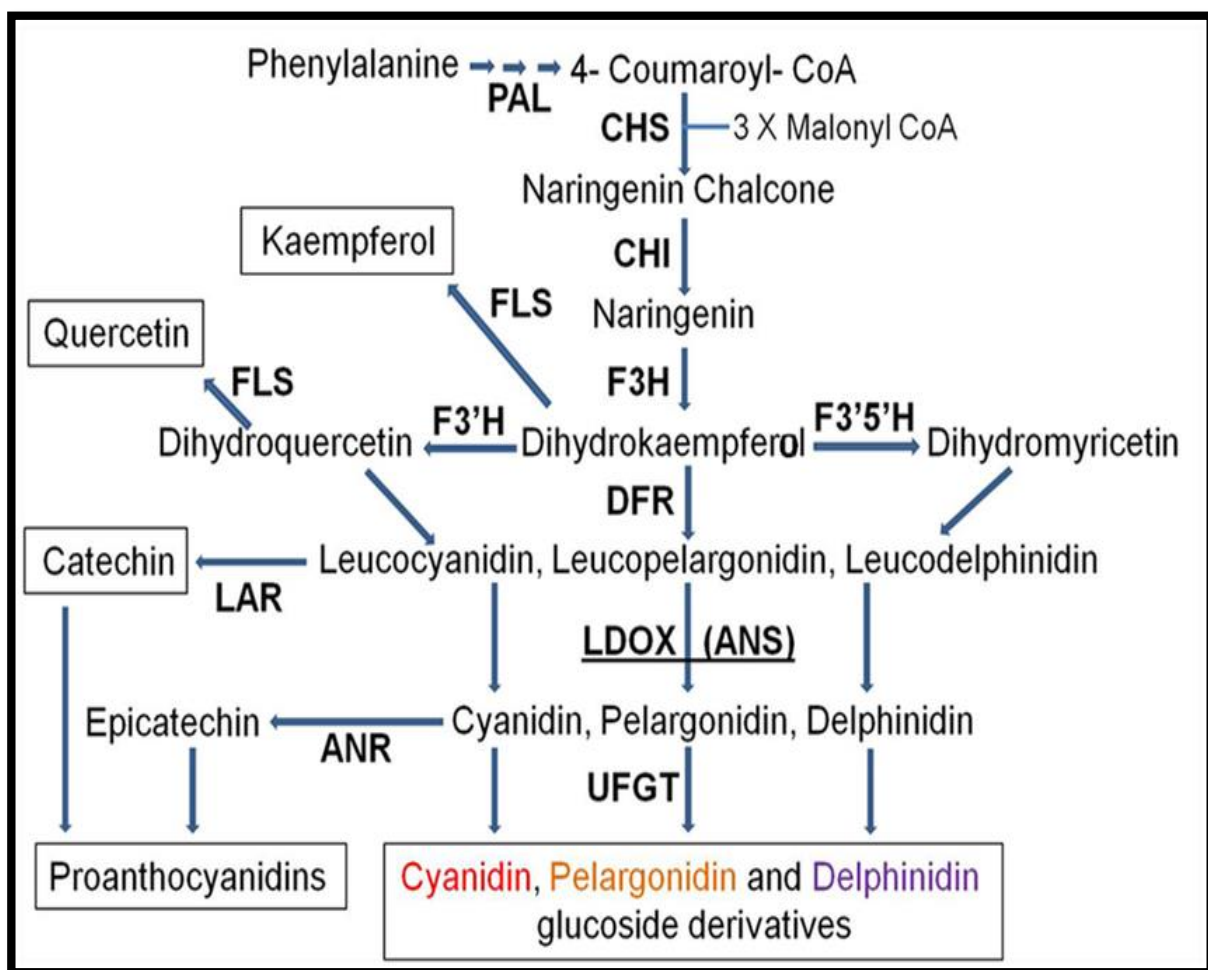 Phenylalanine 4- Coumaroyl- CoA
PAL
CHS 3 X Malonyl CoA
Naringenin Chalcone
Kaempferol
CHI
FLS
Naringenin
Quercetin
FLS
F3H
F3'H
F3'5'H
Dihydroquercetin Dihydrokaempferol Dihydromyricetin
DFR
Catechin
Leucocyanidin, Leucopelargonidin, Leucodelphinidin
LAR
LDOX (ANS)
Epicatechin
Cyanidin, Pelargonidin, Delphinidin
ANR
UFGT
Proanthocyanidins
Cyanidin, Pelargonidin and Delphinidin
glucoside derivatives